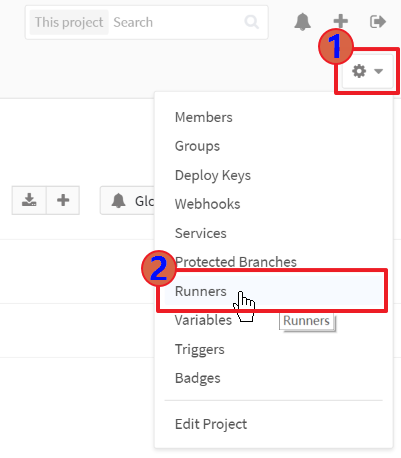 This project Search
1
Members
Groups
Deploy Keys
Webhooks
Glo
Services
Protected Branches
2
Runners
Variables
Runners
Triggers
Badges
Edit Project